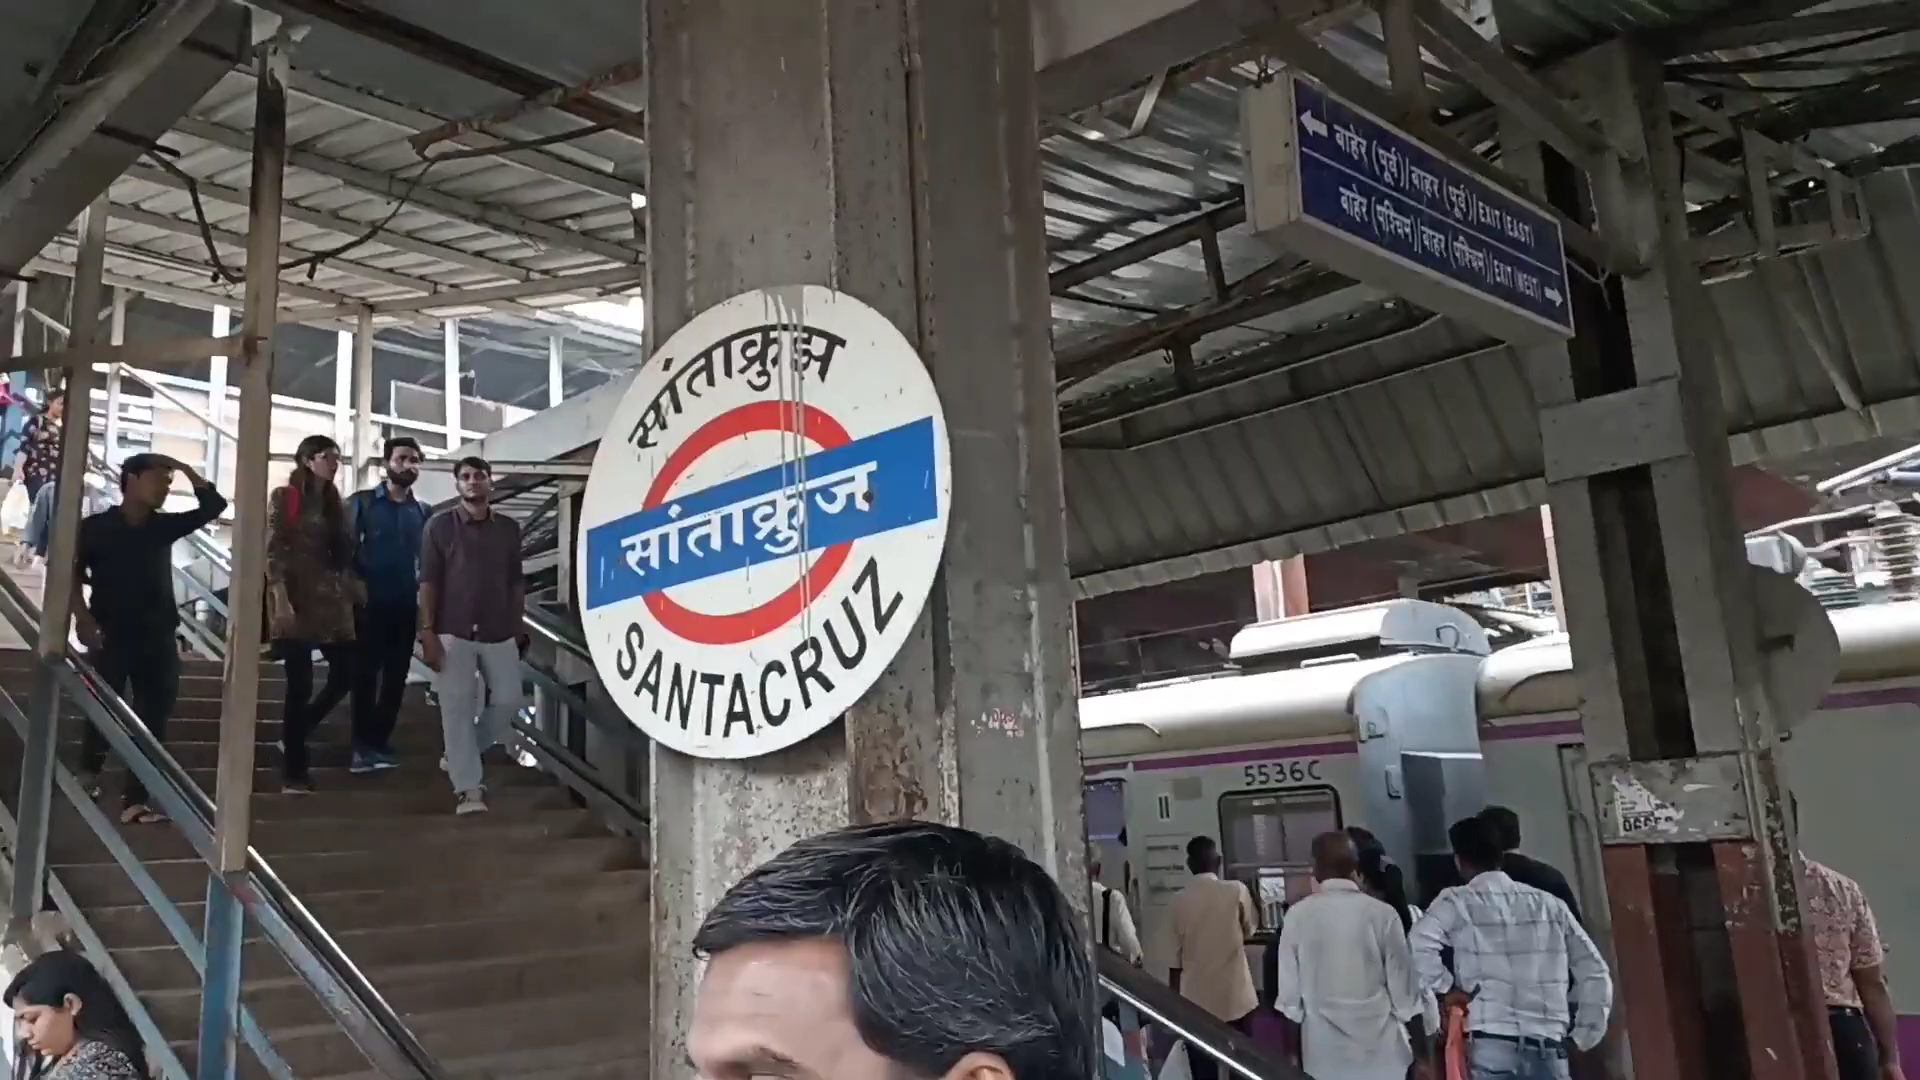 सांताक्रुझ
सांताक्रुज़
SANTACRUZ
← बाहेर (पूर्व)/बाहर (पूर्व)/EXIT (EAST)
बाहेर (पश्चिम)/बाहर (पश्चिम)/EXIT (WEST) →
5536C